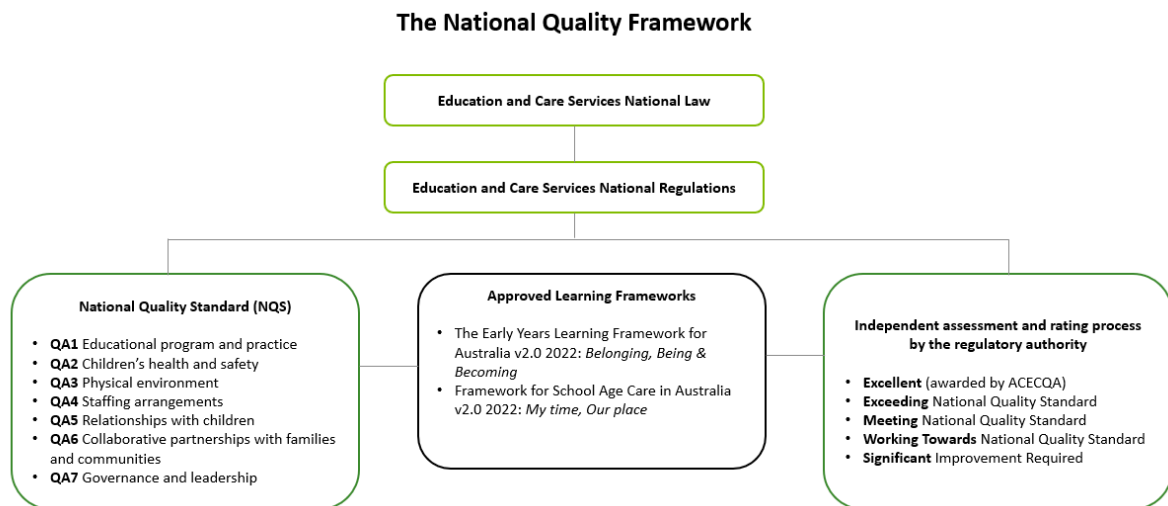 The National Quality Framework
Education and Care Services National Law
Education and Care Services National Regulations
National Quality Standard (NQS)
• QA1 Educational program and practice
• QA2 Children's health and safety
• QA3 Physical environment
• QA4 Staffing arrangements
• QA5 Relationships with children
• QA6 Collaborative partnerships with families
and communities
• QA7 Governance and leadership
Approved Learning Frameworks
• The Early Years Learning Framework for
Australia v2.0 2022: Belonging, Being &
Becoming
• Framework for School Age Care in Australia
v2.0 2022: My time, Our place
Independent assessment and rating process
by the regulatory authority
• Excellent (awarded by ACECQA)
• Exceeding National Quality Standard
• Meeting National Quality Standard
• Working Towards National Quality Standard
• Significant Improvement Required